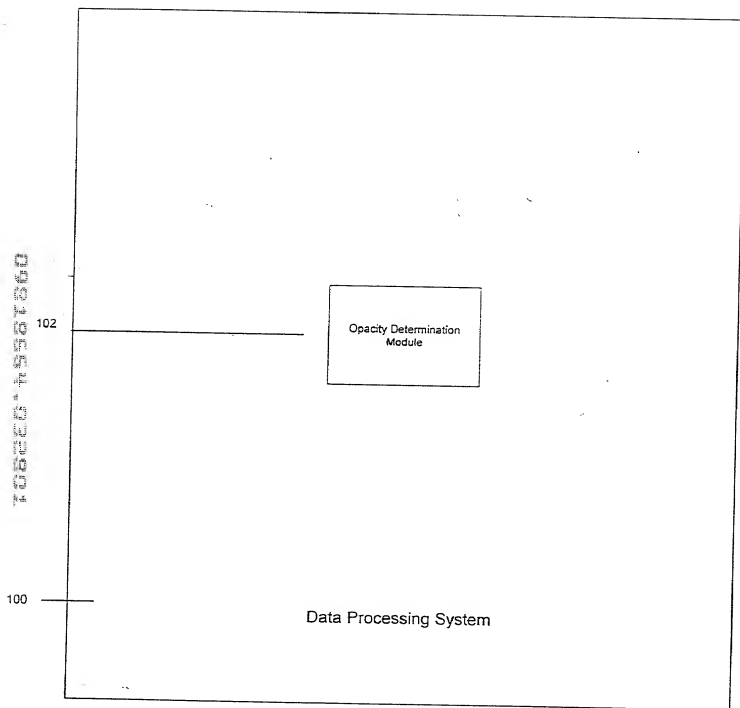 102
Opacity Determination
Module
100
Data Processing System